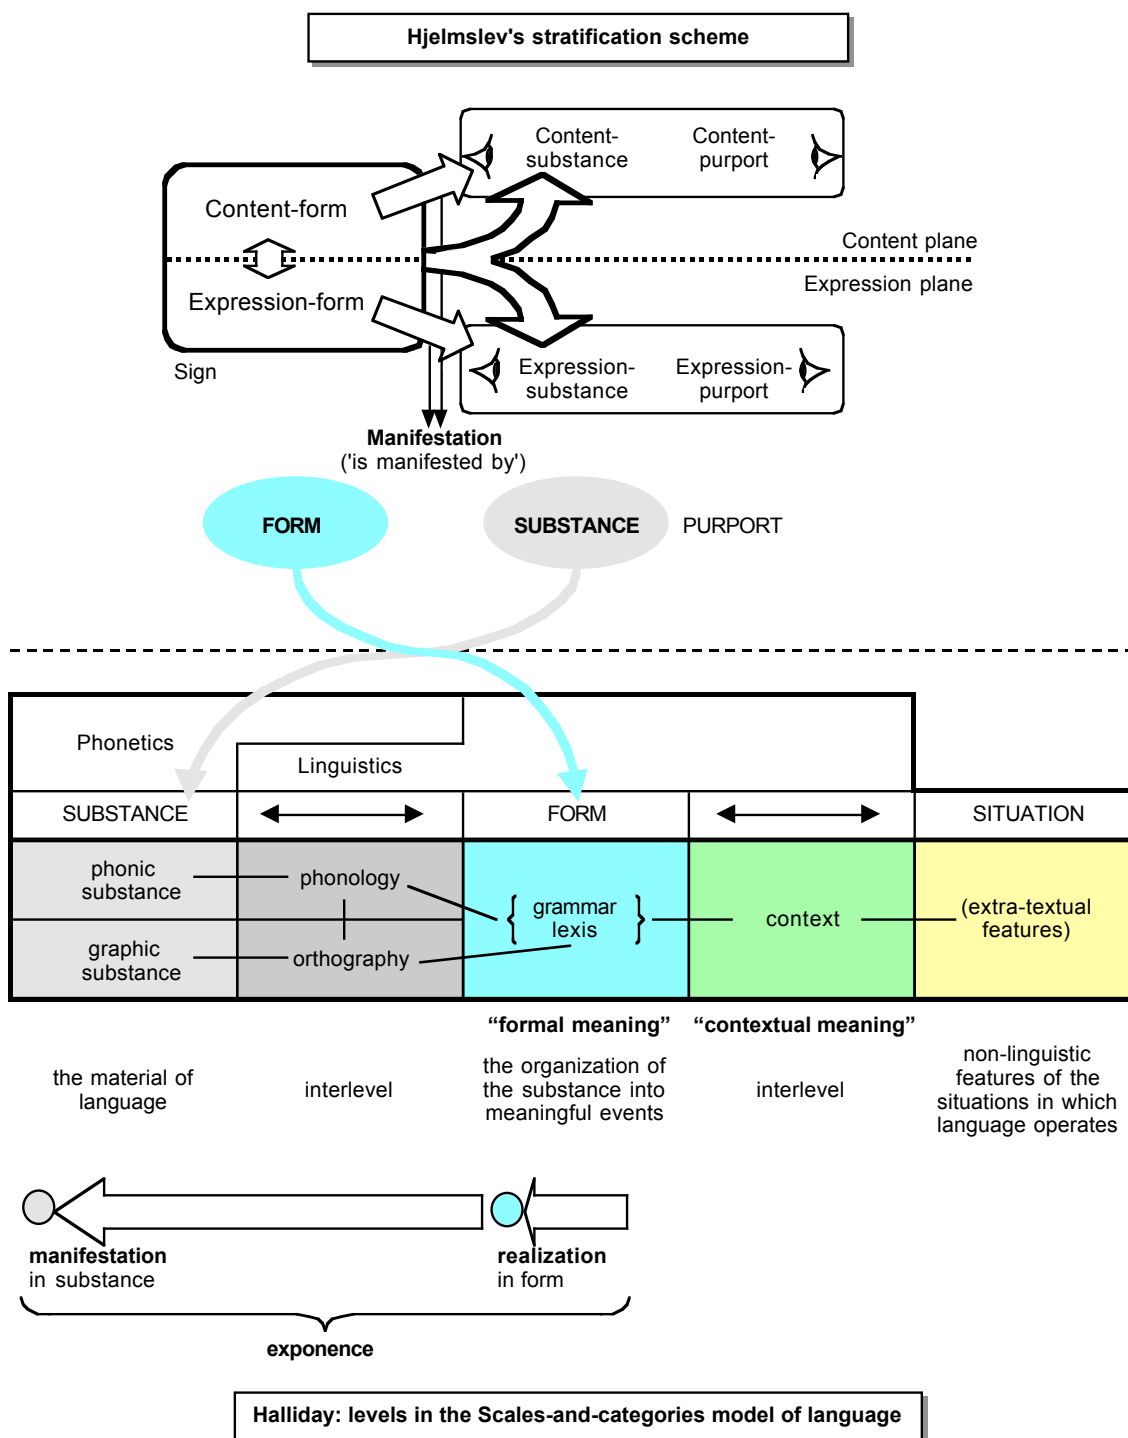 Hjelmslev's stratification scheme
Content-
substance
Content-
purport
Content-form
Content plane
Expression plane
Expression-form
Sign
Expression-
substance
Expression-
purport
Manifestation
('is manifested by')
FORM
SUBSTANCE
PURPORT
Phonetics
Linguistics
SUBSTANCE
FORM
SITUATION
phonic
substance
phonology
grammar
lexis
context
(extra-textual
features)
graphic
substance
orthography
“formal meaning”
“contextual meaning”
the material of
language
interlevel
the organization of
the substance into
meaningful events
interlevel
non-linguistic
features of the
situations in which
language operates
manifestation
in substance
realization
in form
exponence
Halliday: levels in the Scales-and-categories model of language